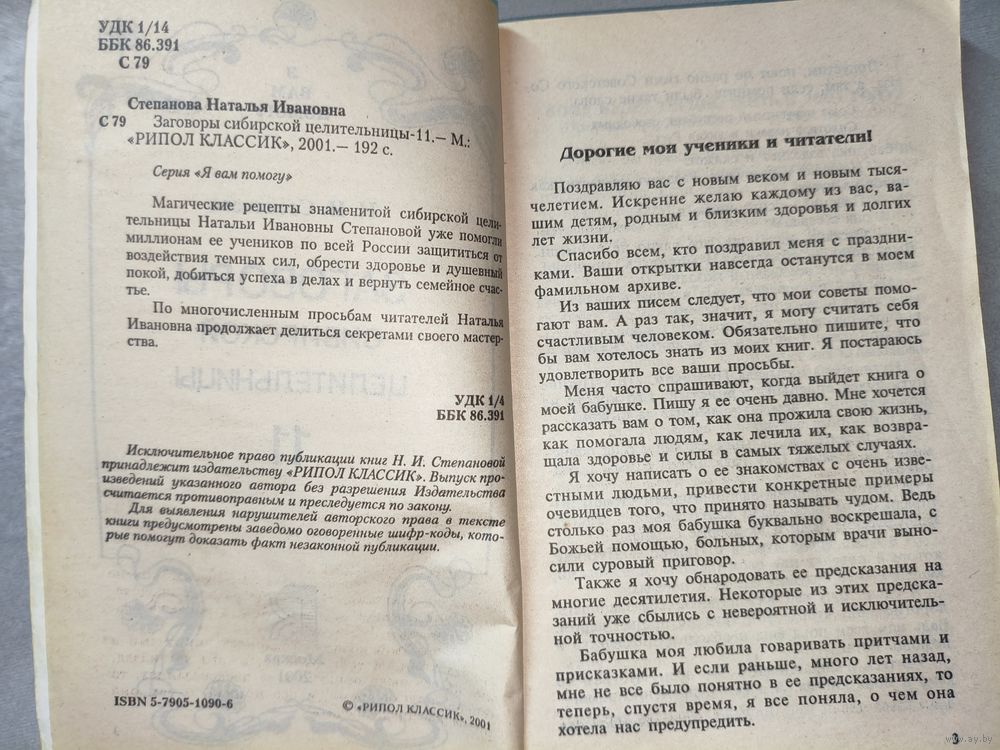 УДК 1/14
ББК 86.391
С 79
Степанова Наталья Ивановна
С 79 Заговоры сибирской целительницы-11.— М.:
«РИПОЛ КЛАССИК», 2001.— 192 с.
Серия «Я вам помогу»
Магические рецепты знаменитой сибирской цели-
тельницы Натальи Ивановны Степановой уже помогли
миллионам ее учеников по всей России защититься от
воздействия темных сил, обрести здоровье и душевный
покой, добиться успеха в делах и вернуть семейное счас-
тье.
По многочисленным просьбам читателей Наталья
Ивановна продолжает делиться секретами своего мастер-
ства.
УДК 1/4
ББК 86.391
Исключительное право публикации книг Н. И. Степановой
принадлежит издательству «РИПОЛ КЛАССИК». Выпуск про-
изведений указанного автора без разрешения Издательства
считается противоправным и преследуется по закону.
Для выявления нарушителей авторского права в тексте
книги предусмотрены заведомо оговоренные шифр-коды, кото-
рые помогут доказать факт незаконной публикации.
ISBN 5-7905-1090-6
© «РИПОЛ КЛАССИК», 2001
Дорогие мои ученики и читатели!
Поздравляю вас с новым веком и новым тыся-
челетием. Искренне желаю каждому из вас, ва-
шим детям, родным и близким здоровья и долгих
лет жизни.
Спасибо всем, кто поздравил меня с праздни-
ками. Ваши открытки навсегда останутся в моем
фамильном архиве.
Из ваших писем следует, что мои советы помо-
гают вам. А раз так, значит, я могу считать себя
счастливым человеком. Обязательно пишите, что
бы вам хотелось знать из моих книг. Я постараюсь
удовлетворить все ваши просьбы.
Меня часто спрашивают, когда выйдет книга о
моей бабушке. Пишу я ее очень давно. Мне хочется
рассказать вам о том, как она прожила свою жизнь,
как помогала людям, как лечила их, как возвра-
щала здоровье и силы в самых тяжелых случаях.
Я хочу написать о ее знакомствах с очень изве-
стными людьми, привести конкретные примеры
очевидцев того, что принято называть чудом. Ведь
столько раз моя бабушка буквально воскрешала, с
Божьей помощью, больных, которым врачи выно-
сили суровый приговор.
Также я хочу обнародовать ее предсказания на
многие десятилетия. Некоторые из этих предска-
заний уже сбылись с невероятной и исключитель-
ной точностью.
Бабушка моя любила говаривать притчами и
присказками. И если раньше, много лет назад,
мне не все было понятно в ее предсказаниях, то
теперь, спустя время, я все поняла, о чем она
хотела нас предупредить.
3
www.ay.by